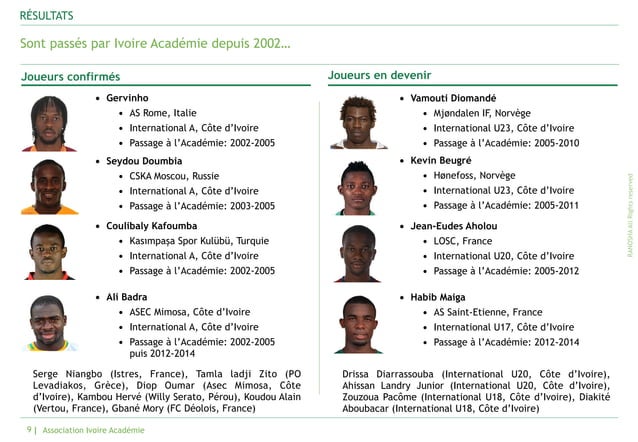 RÉSULTATS
Sont passés par Ivoire Académie depuis 2002…
Joueurs confirmés
• Gervinho
• AS Rome, Italie
• International A, Côte d’Ivoire
• Passage à l’Académie: 2002-2005
• Seydou Doumbia
• CSKA Moscou, Russie
• International A, Côte d’Ivoire
• Passage à l’Académie: 2003-2005
• Coulibaly Kafoumba
• Kasımpaşa Spor Kulübü, Turquie
• International A, Côte d’Ivoire
• Passage à l’Académie: 2002-2005
• Ali Badra
• ASEC Mimosa, Côte d’Ivoire
• International A, Côte d’Ivoire
• Passage à l’Académie: 2002-2005
puis 2012-2014
Serge Niangbo (Istres, France), Tamla ladji Zito (PO
Levadiakos, Grèce), Diop Oumar (Asec Mimosa, Côte
d’Ivoire), Kambou Hervé (Willy Serato, Pérou), Koudou Alain
(Vertou, France), Gbané Mory (FC Déolois, France)
Joueurs en devenir
• Vamouti Diomandé
• Mjøndalen IF, Norvège
• International U23, Côte d’Ivoire
• Passage à l’Académie: 2005-2010
• Kevin Beugré
• Hønefoss, Norvège
• International U23, Côte d’Ivoire
• Passage à l’Académie: 2005-2011
• Jean-Eudes Aholou
• LOSC, France
• International U20, Côte d’Ivoire
• Passage à l’Académie: 2005-2012
• Habib Maiga
• AS Saint-Etienne, France
• International U17, Côte d’Ivoire
• Passage à l’Académie: 2012-2014
Drissa Diarrassouba (International U20, Côte d’Ivoire),
Ahissan Landry Junior (International U20, Côte d’Ivoire),
Zouzoua Pacôme (International U18, Côte d’Ivoire), Diakité
Aboubacar (International U18, Côte d’Ivoire)
9 | Association Ivoire Académie
All Rights reserved